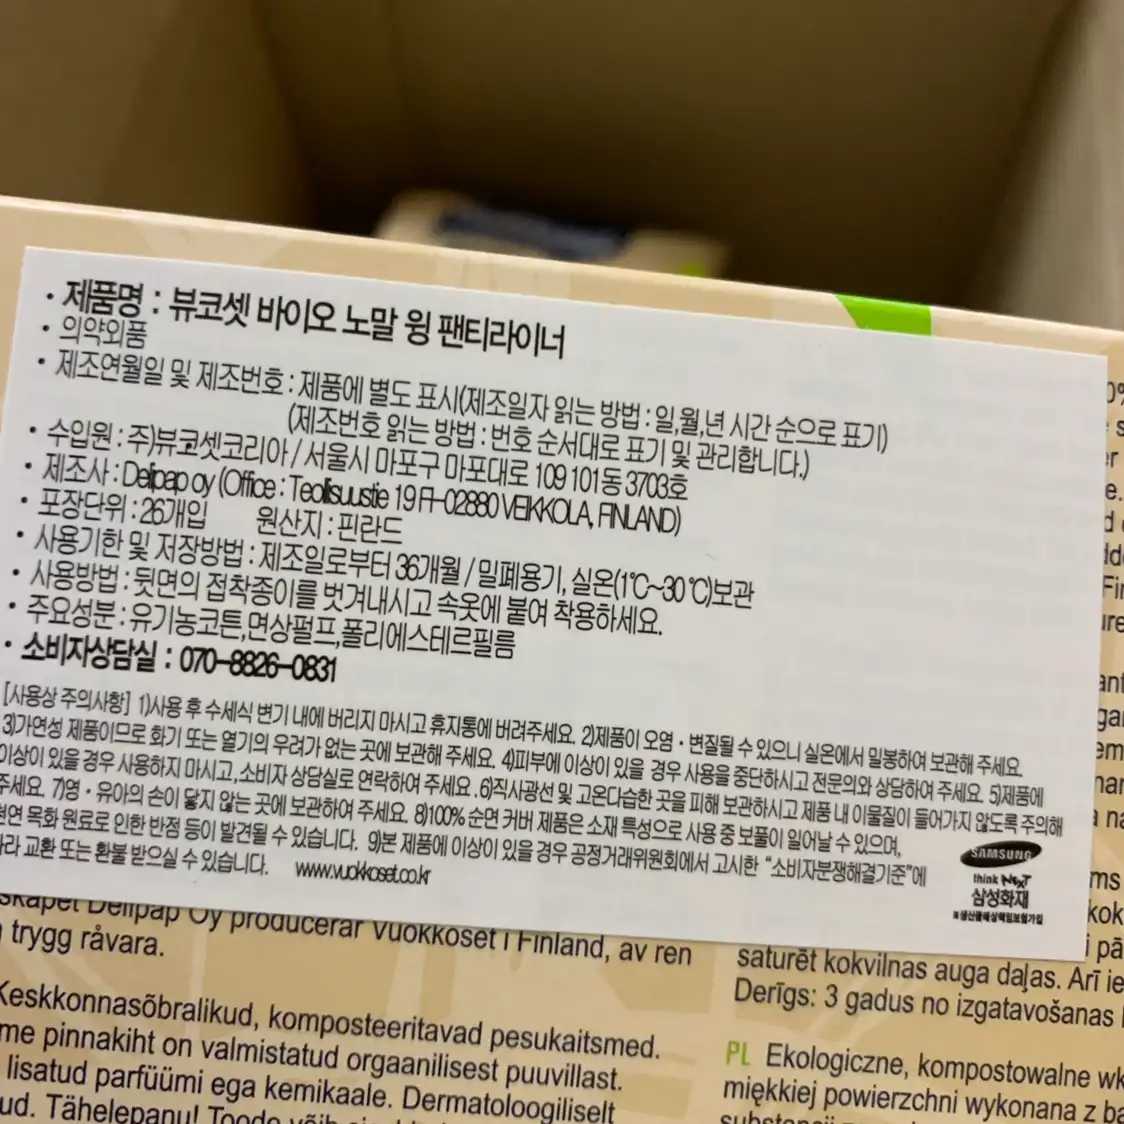 · 제품명 : 뷰코셋 바이오 노말 윙 팬티라이너
· 의약외품
· 제조연월일 및 제조번호 : 제품에 별도 표시(제조일자 읽는 방법 : 일,월,년 시간 순으로 표기)
(제조번호 읽는 방법 : 번호 순서대로 표기 및 관리합니다.)
· 수입원 : 주)뷰코셋코리아 / 서울시 마포구 마포대로 109 101동 3703호
· 제조사 : Delipap oy (Office : Teollisuustie 19 FI-02880 VEIKKOLA, FINLAND)
· 포장단위 : 26개입 원산지 : 핀란드
· 사용기한 및 저장방법 : 제조일로부터 36개월 / 밀폐용기, 실온(1℃~30℃)보관
· 사용방법 : 뒷면의 접착종이를 벗겨내시고 속옷에 붙여 착용하세요.
· 주요성분 : 유기농코튼,면상펄프,폴리에스테르필름
· 소비자상담실 : 070-8826-0831
[사용상 주의사항] 1)사용 후 수세식 변기 내에 버리지 마시고 휴지통에 버려주세요. 2)제품이 오염·변질될 수 있으니 실온에서 밀봉하여 보관해 주세요.
3)가연성 제품이므로 화기 또는 열기의 우려가 없는 곳에 보관해 주세요. 4)피부에 이상이 있을 경우 사용을 중단하시고 전문의와 상담하여 주세요. 5)제품에
이상이 있을 경우 사용하지 마시고,소비자 상담실로 연락하여 주세요. 6)직사광선 및 고온다습한 곳을 피해 보관하시고 제품 내 이물질이 들어가지 않도록 주의해
주세요. 7)영·유아의 손이 닿지 않는 곳에 보관하여 주세요. 8)100% 순면 커버 제품은 소재 특성으로 사용 중 보풀이 일어날 수 있으며,
연 목화 원료로 인한 반점 등이 발견될 수 있습니다. 9)본 제품에 이상이 있을 경우 공정거래위원회에서 고시한 "소비자분쟁해결기준"에
라 교환 또는 환불 받으실 수 있습니다. www.vuokkoset.co.kr
SAMSUNG
think NEXT
삼성화재
생산물배상책임보험가입
skapet Delipap Oy producerar Vuokkoset i Finland, av ren
trygg råvara.
Keskkonnasõbralikud, komposteeritavad pesukaitsmed.
me pinnakiht on valmistatud orgaanilisest puuvillast.
lisatud parfüümi ega kemikaale. Dermatoloogiliselt
ud. Tähelepanu! Toode võib
saturēt kokvilnas auga daļas. Arī ie
Derīgs: 3 gadus no izgatavošanas
PL Ekologiczne, kompostowalne wk
miękkiej powierzchni wykonana z ba